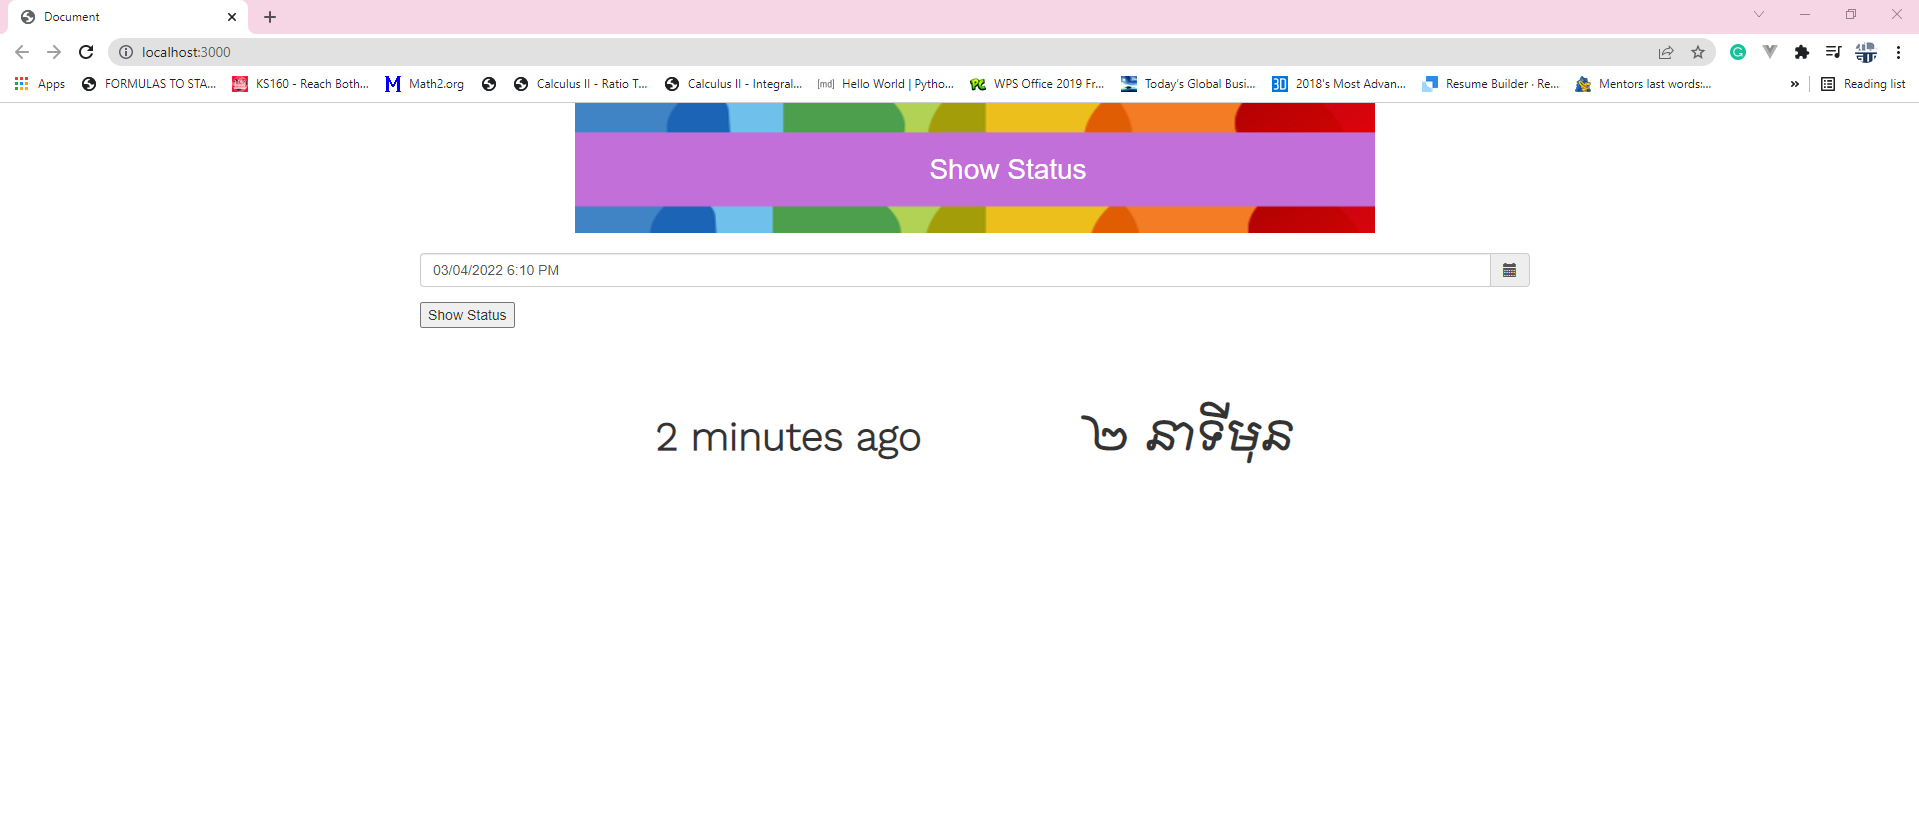 Document
localhost:3000
Apps
FORMULAS TO STA...
KS160 - Reach Both...
Math2.org
Calculus II - Ratio T...
Calculus II - Integral...
[md] Hello World | Pytho...
WPS Office 2019 Fr...
Today's Global Busi...
3D 2018's Most Advan...
Resume Builder · Re...
Mentors last words:...
»
Reading list
Show Status
03/04/2022 6:10 PM
Show Status
2 minutes ago
២ នាទីមុន